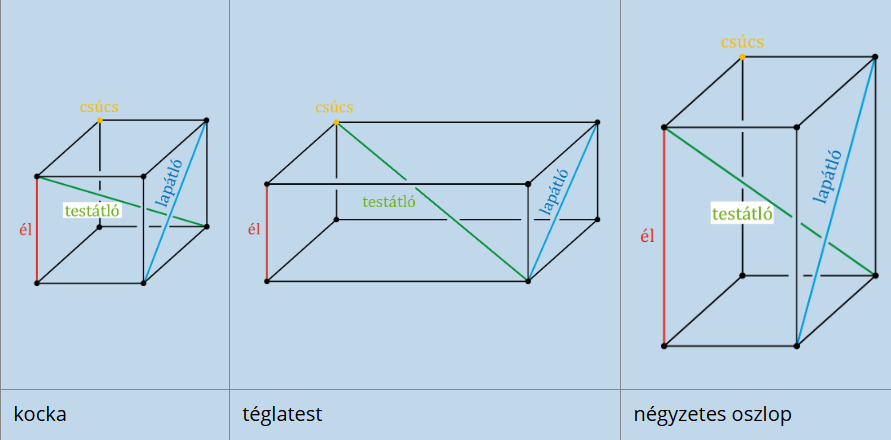 csúcs
lapátló
testátló
él
kocka
csúcs
testátló
lapátló
él
téglatest
csúcs
lapátló
testátló
él
négyzetes oszlop